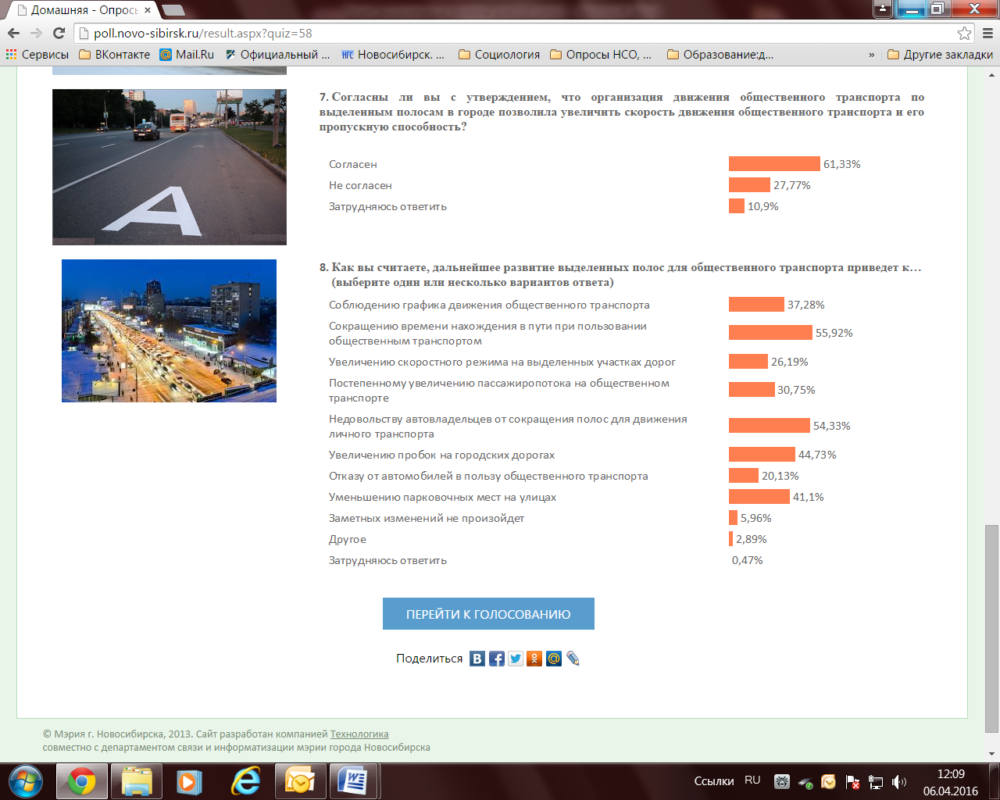 Домашняя - Опросы
poll.novo-sibirsk.ru/result.aspx?quiz=58
Сервисы ВКонтакте Mail.Ru Официальный ... Новосибирск. ... Социология Опросы НСО, ... Образование:д... » Другие закладки
7. Согласны ли вы с утверждением, что организация движения общественного транспорта по
выделенным полосам в городе позволила увеличить скорость движения общественного транспорта и его
пропускную способность?
A
Согласен 61,33%
Не согласен 27,77%
Затрудняюсь ответить 10,9%
8. Как вы считаете, дальнейшее развитие выделенных полос для общественного транспорта приведет к…
(выберите один или несколько вариантов ответа)
Соблюдению графика движения общественного транспорта 37,28%
Сокращению времени нахождения в пути при пользовании
общественным транспортом 55,92%
Увеличению скоростного режима на выделенных участках дорог 26,19%
Постепенному увеличению пассажиропотока на общественном
транспорте 30,75%
Недовольству автовладельцев от сокращения полос для движения
личного транспорта 54,33%
Увеличению пробок на городских дорогах 44,73%
Отказу от автомобилей в пользу общественного транспорта 20,13%
Уменьшению парковочных мест на улицах 41,1%
Заметных изменений не произойдет 5,96%
Другое 2,89%
Затрудняюсь ответить 0,47%
ПЕРЕЙТИ К ГОЛОСОВАНИЮ
Поделиться
© Мэрия г. Новосибирска, 2013. Сайт разработан компанией Технологика
совместно с департаментом связи и информатизации мэрии города Новосибирска
Ссылки RU 12:09
06.04.2016